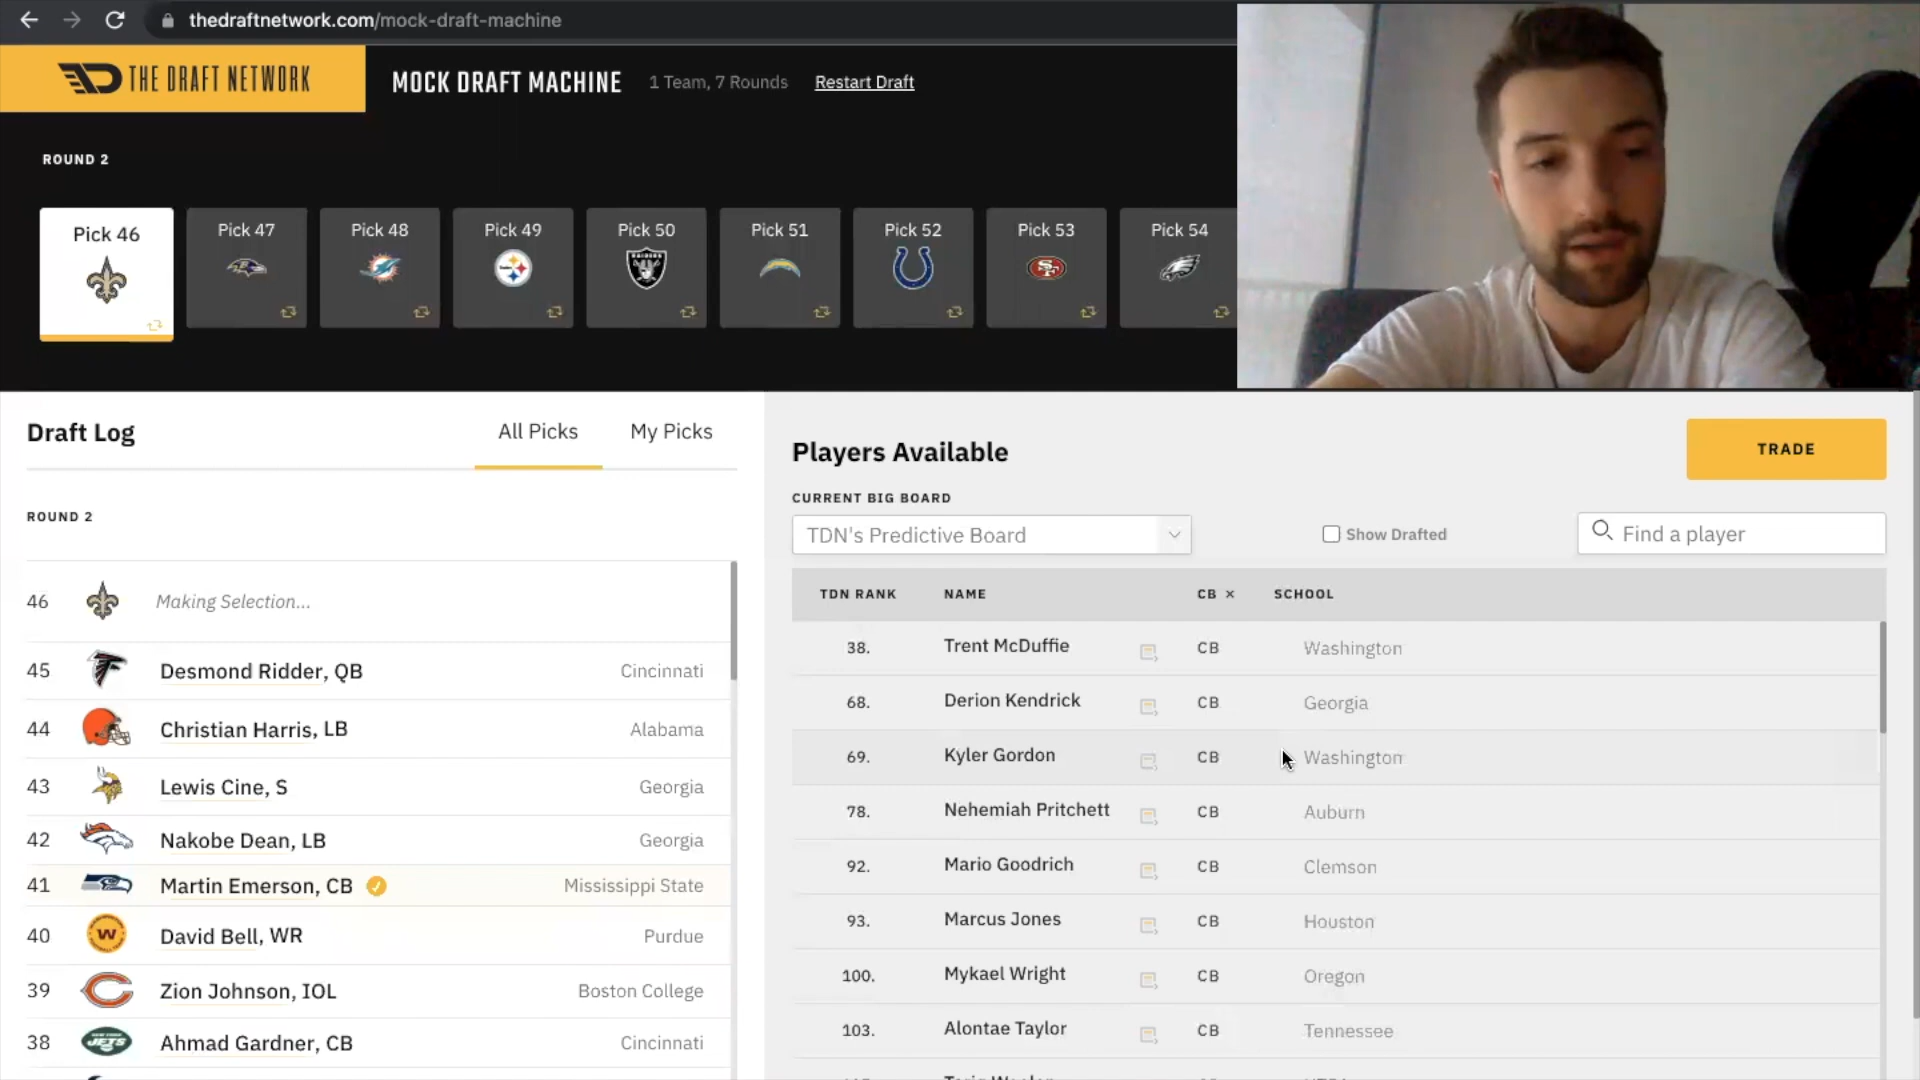 thedraftnetwork.com/mock-draft-machine
THE DRAFT NETWORK
MOCK DRAFT MACHINE
1 Team, 7 Rounds
Restart Draft
ROUND 2
Pick 46
Pick 47
Pick 48
Pick 49
Pick 50
Pick 51
Pick 52
Pick 53
Pick 54
Draft Log
All Picks
My Picks
ROUND 2
46 Making Selection...
45 Desmond Ridder, QB Cincinnati
44 Christian Harris, LB Alabama
43 Lewis Cine, S Georgia
42 Nakobe Dean, LB Georgia
41 Martin Emerson, CB Mississippi State
40 David Bell, WR Purdue
39 Zion Johnson, IOL Boston College
38 Ahmad Gardner, CB Cincinnati
Players Available
TRADE
CURRENT BIG BOARD
TDN's Predictive Board
Show Drafted
Find a player
TDN RANK NAME CB × SCHOOL
38. Trent McDuffie CB Washington
68. Derion Kendrick CB Georgia
69. Kyler Gordon CB Washington
78. Nehemiah Pritchett CB Auburn
92. Mario Goodrich CB Clemson
93. Marcus Jones CB Houston
100. Mykael Wright CB Oregon
103. Alontae Taylor CB Tennessee